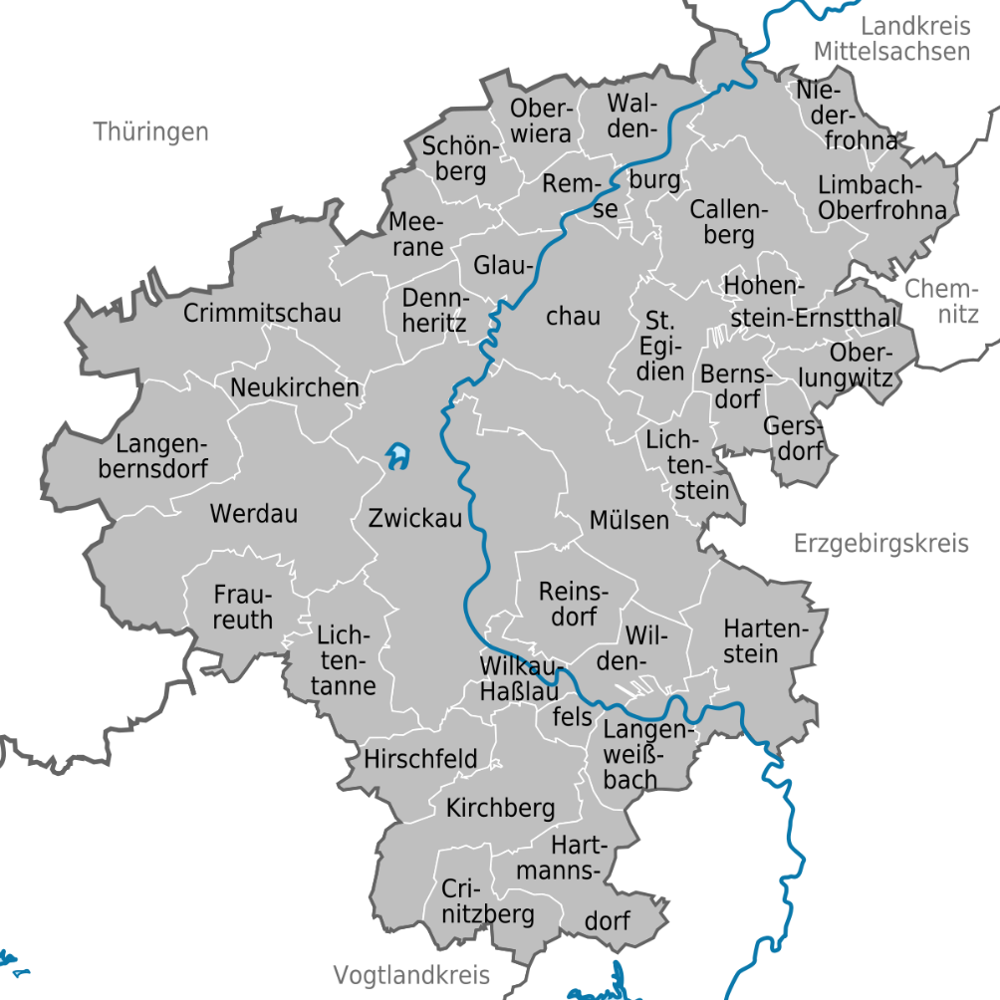 Landkreis
Mittelsachsen
Thüringen
Nie-
der-
frohna
Ober-
wiera
Wal-
den-
burg
Schön-
berg
Rem-
se
Limbach-
Oberfrohna
Callen-
berg
Mee-
rane
Glau-
chau
Hohen-
stein-Ernstthal
Chem-
nitz
Denn-
heritz
Crimmitschau
St.
Egi-
dien
Ober-
lungwitz
Berns-
dorf
Neukirchen
Gers-
dorf
Langen-
bernsdorf
Lich-
ten-
stein
Werdau
Zwickau
Mülsen
Erzgebirgskreis
Frau-
reuth
Reins-
dorf
Lich-
ten-
tanne
Wil-
den-
fels
Harten-
stein
Wilkau-
Haßlau
Langen-
weiß-
bach
Hirschfeld
Kirchberg
Hart-
manns-
dorf
Cri-
nitzberg
Vogtlandkreis